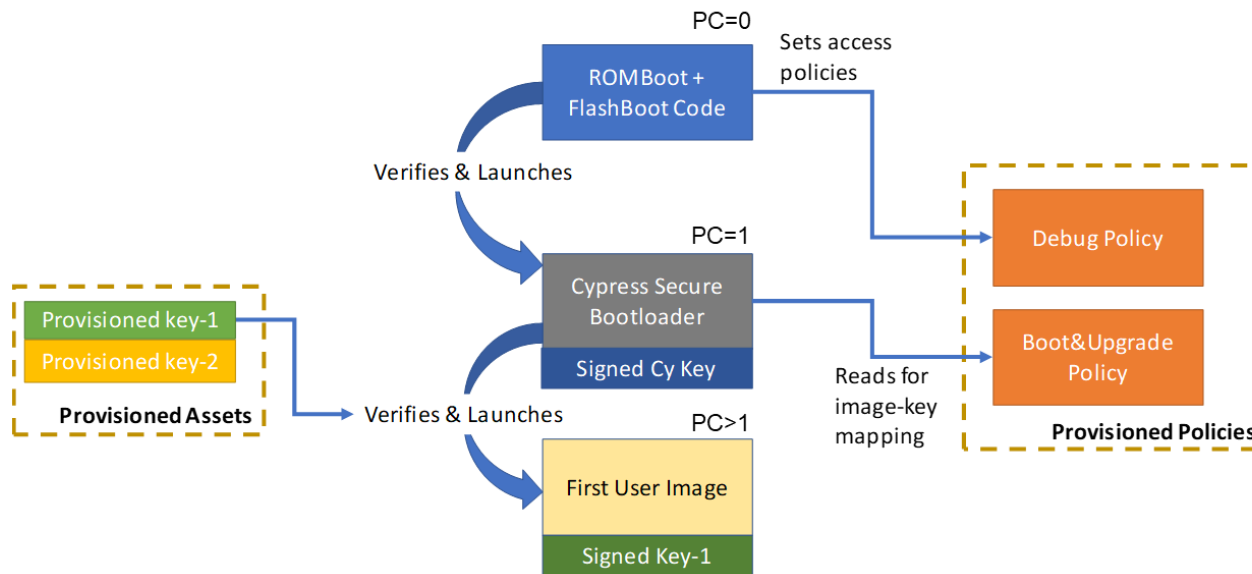 PC=0
ROMBoot +
FlashBoot Code
Sets access
policies
Verifies & Launches
PC=1
Cypress Secure
Bootloader
Signed Cy Key
Debug Policy
Boot&Upgrade
Policy
Provisioned Policies
Provisioned key-1
Provisioned key-2
Provisioned Assets
Verifies & Launches
Reads for
image-key
mapping
PC>1
First User Image
Signed Key-1